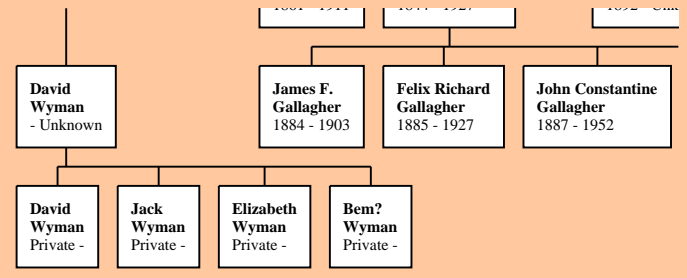 David
Wyman
- Unknown
James F.
Gallagher
1884 - 1903
Felix Richard
Gallagher
1885 - 1927
John Constantine
Gallagher
1887 - 1952
David
Wyman
Private -
Jack
Wyman
Private -
Elizabeth
Wyman
Private -
Bem?
Wyman
Private -